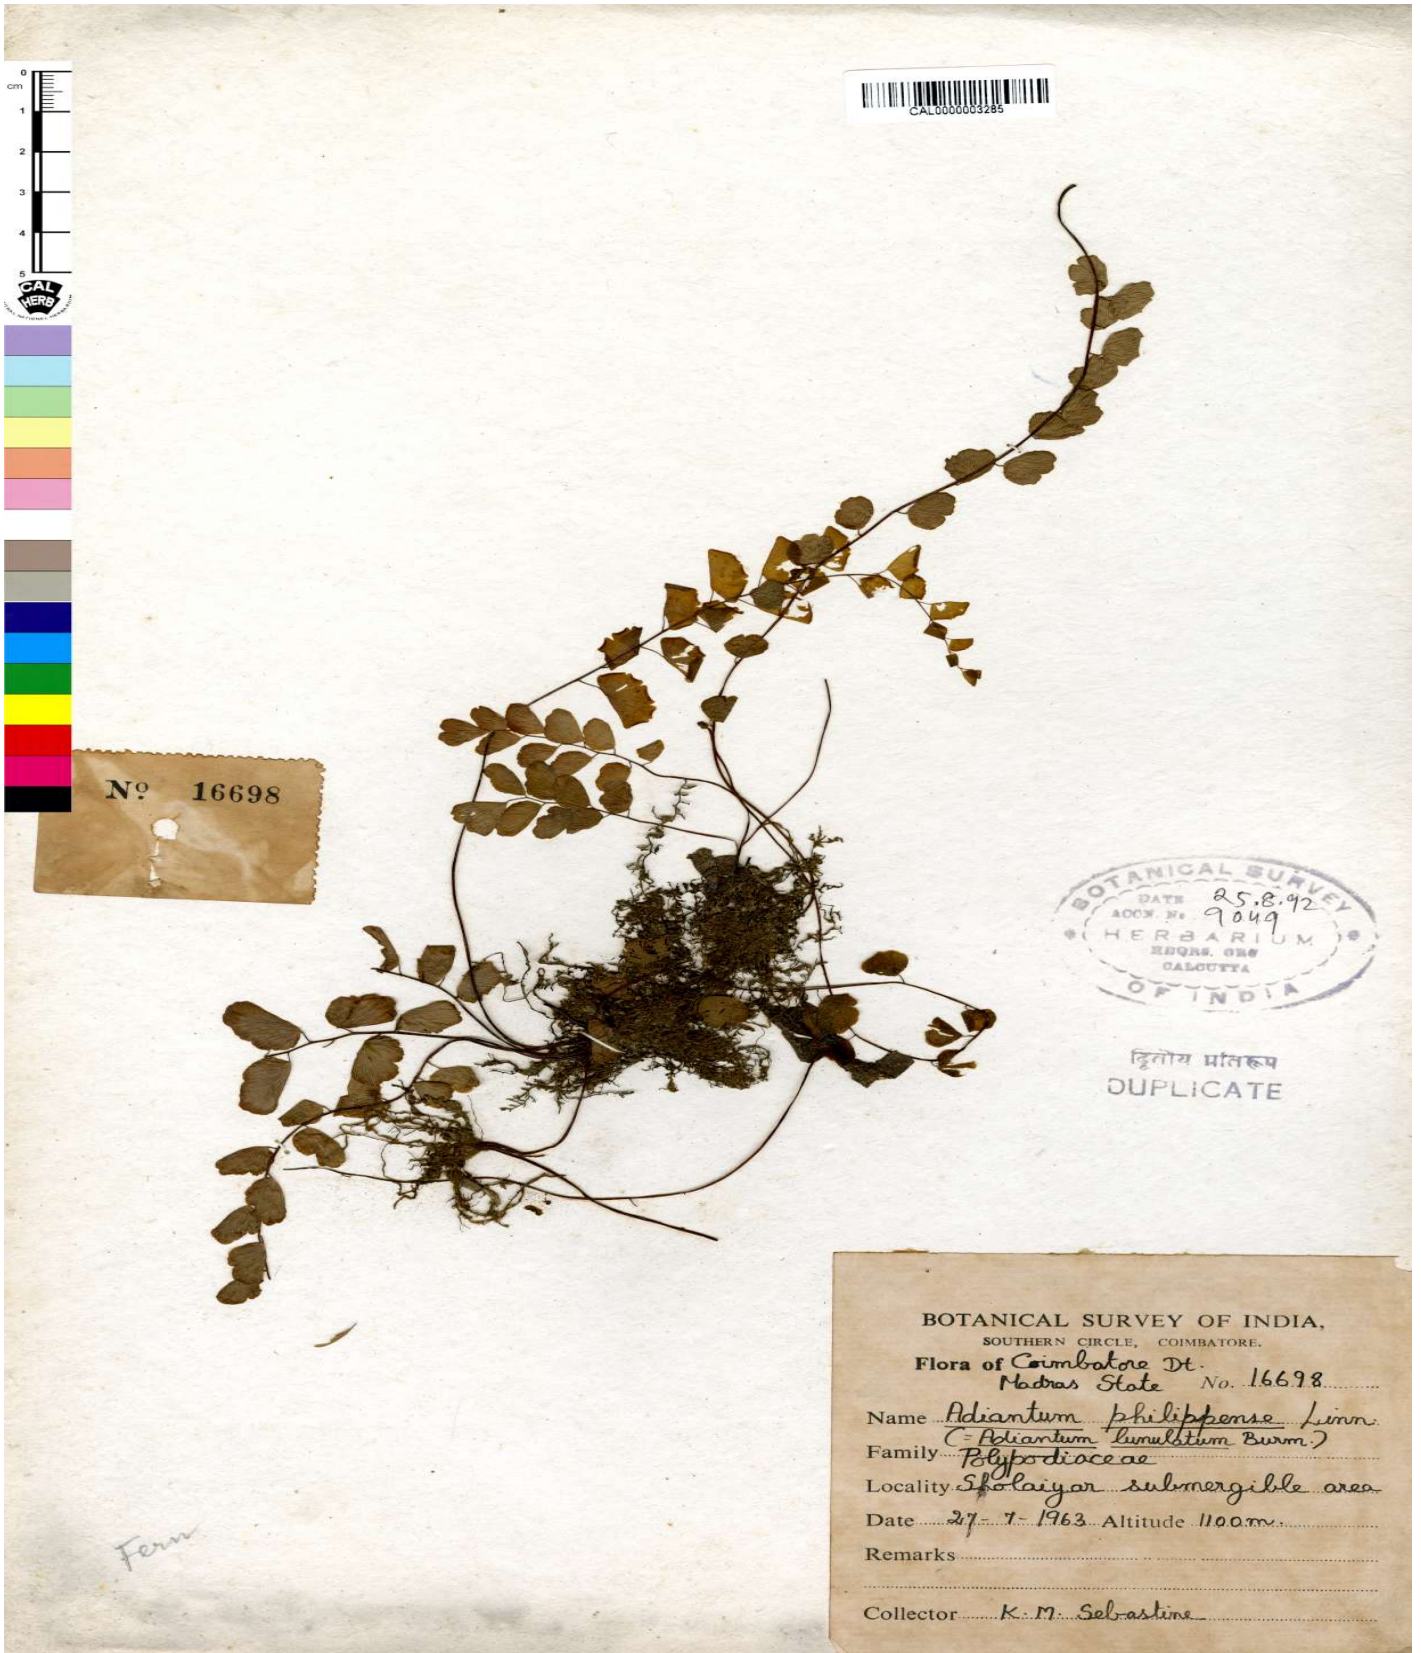 0
cm
1
2
3
4
5
CAL
HERB
CAL0000003285
No 16698
BOTANICAL SURVEY
DATE 25.8.92
ACCN. No 9049
HERBARIUM
HDQRS. ORG
CALCUTTA
OF INDIA
द्वितीय प्रतिरूप
DUPLICATE
BOTANICAL SURVEY OF INDIA,
SOUTHERN CIRCLE, COIMBATORE.
Flora of Coimbatore Dt.
Madras State No. 16698
Name Adiantum philippense Linn.
(= Adiantum lunulatum Burm.)
Family Polypodiaceae
Locality Sholaiyar submergible area
Date 27-7-1963 Altitude 1100m.
Remarks
Collector K. M. Sebastine
Fern